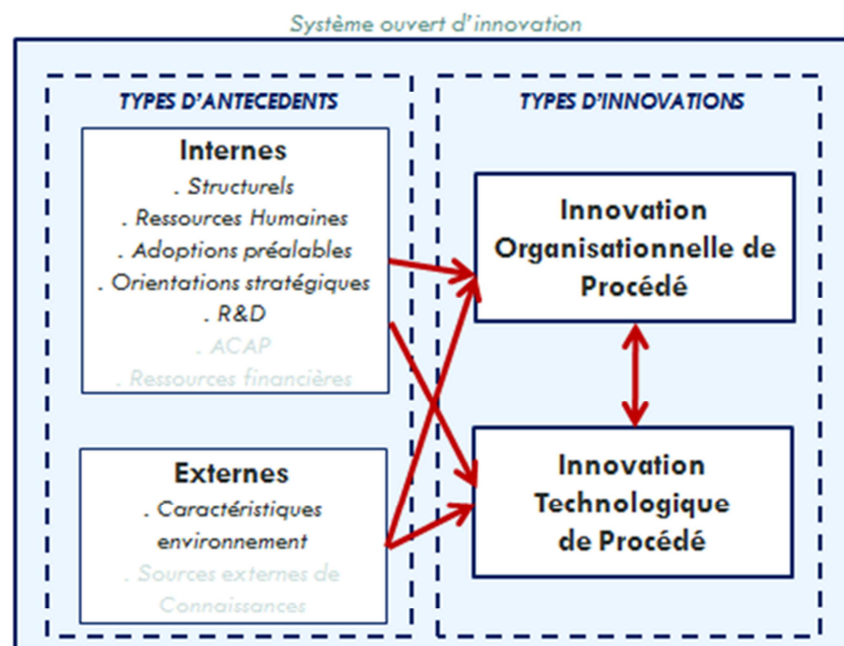 Système ouvert d'innovation
TYPES D'ANTECEDENTS
Internes
. Structurels
. Ressources Humaines
. Adoptions préalables
. Orientations stratégiques
. R&D
. ACAP
. Ressources financières
Externes
. Caractéristiques
environnement
. Sources externes de
Connaissances
TYPES D'INNOVATIONS
Innovation
Organisationnelle de
Procédé
Innovation
Technologique
de Procédé